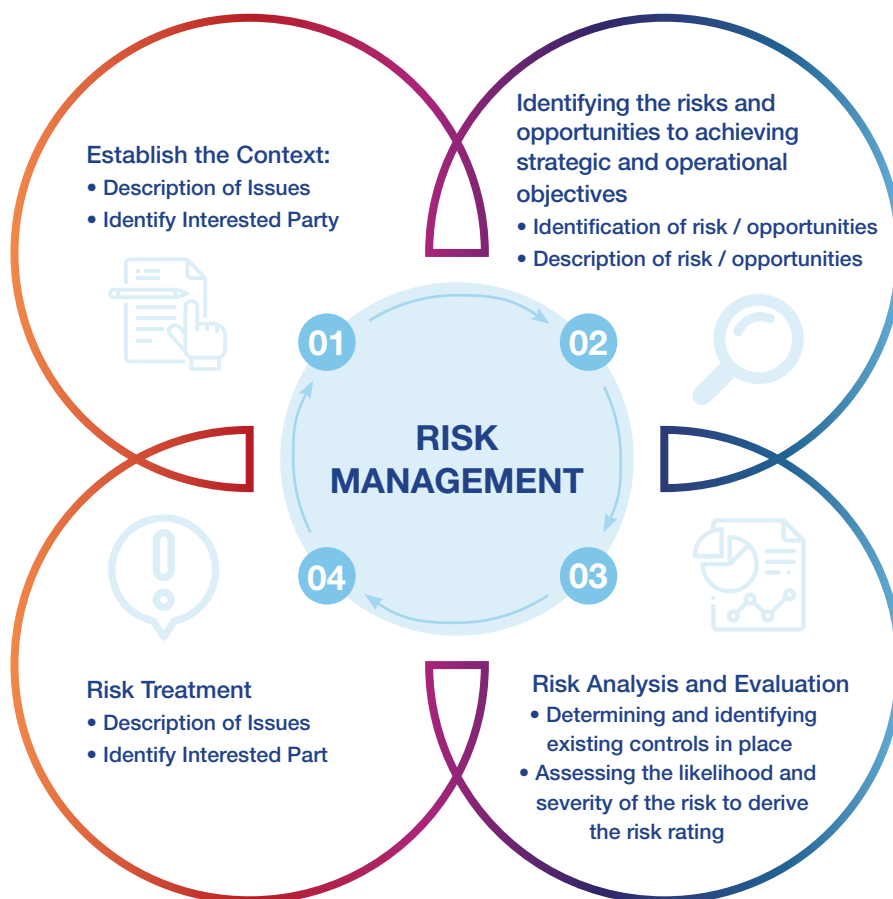 Establish the Context:
• Description of Issues
• Identify Interested Party
Identifying the risks and
opportunities to achieving
strategic and operational
objectives
• Identification of risk / opportunities
• Description of risk / opportunities
01
02
RISK
MANAGEMENT
04
03
Risk Treatment
• Description of Issues
• Identify Interested Part
Risk Analysis and Evaluation
• Determining and identifying
existing controls in place
• Assessing the likelihood and
severity of the risk to derive
the risk rating